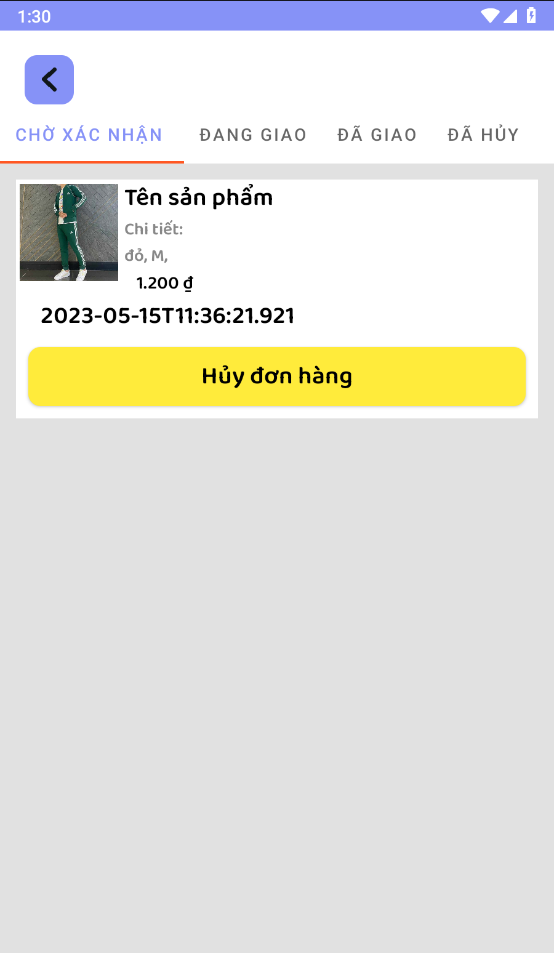 1:30
CHỜ XÁC NHẬN ĐANG GIAO ĐÃ GIAO ĐÃ HỦY
Tên sản phẩm
Chi tiết:
đỏ, M,
1.200 ₫
2023-05-15T11:36:21.921
Hủy đơn hàng